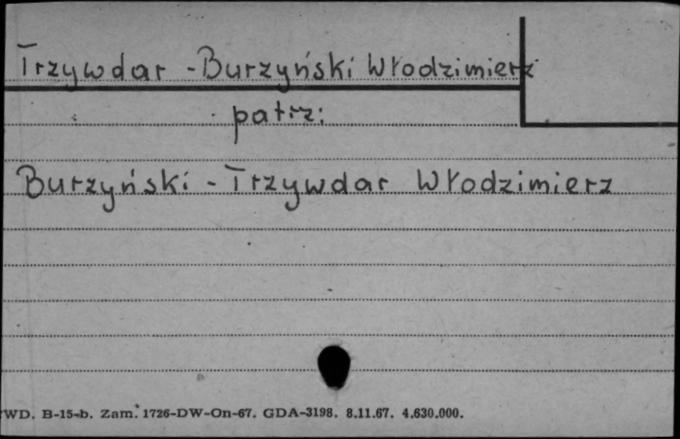 Trzywdar - Burzyński Włodzimierz
patrz:
Burzyński - Trzywdar Włodzimierz
WD. B-15-b. Zam. 1726-DW-On-67. GDA-3198. 8.11.67. 4.630.000.